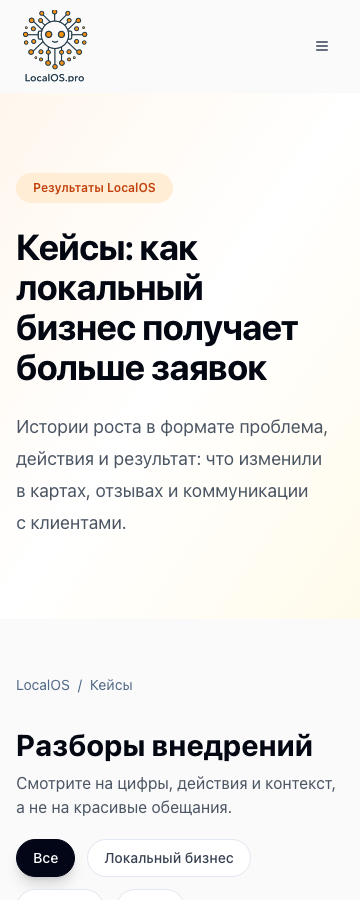 LocalOS.pro
Результаты LocalOS
Кейсы: как
локальный
бизнес получает
больше заявок
Истории роста в формате проблема,
действия и результат: что изменили
в картах, отзывах и коммуникации
с клиентами.
LocalOS / Кейсы
Разборы внедрений
Смотрите на цифры, действия и контекст,
а не на красивые обещания.
Все
Локальный бизнес